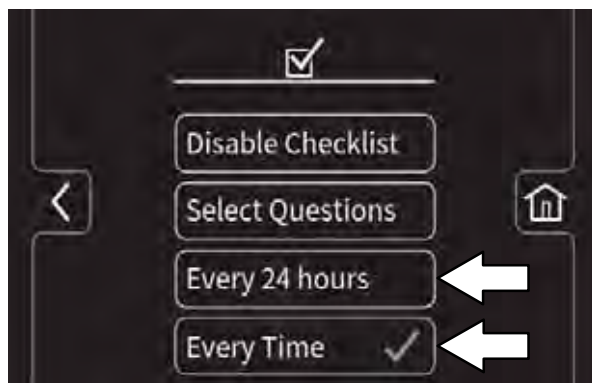 Disable Checklist
Select Questions
Every 24 hours
Every Time